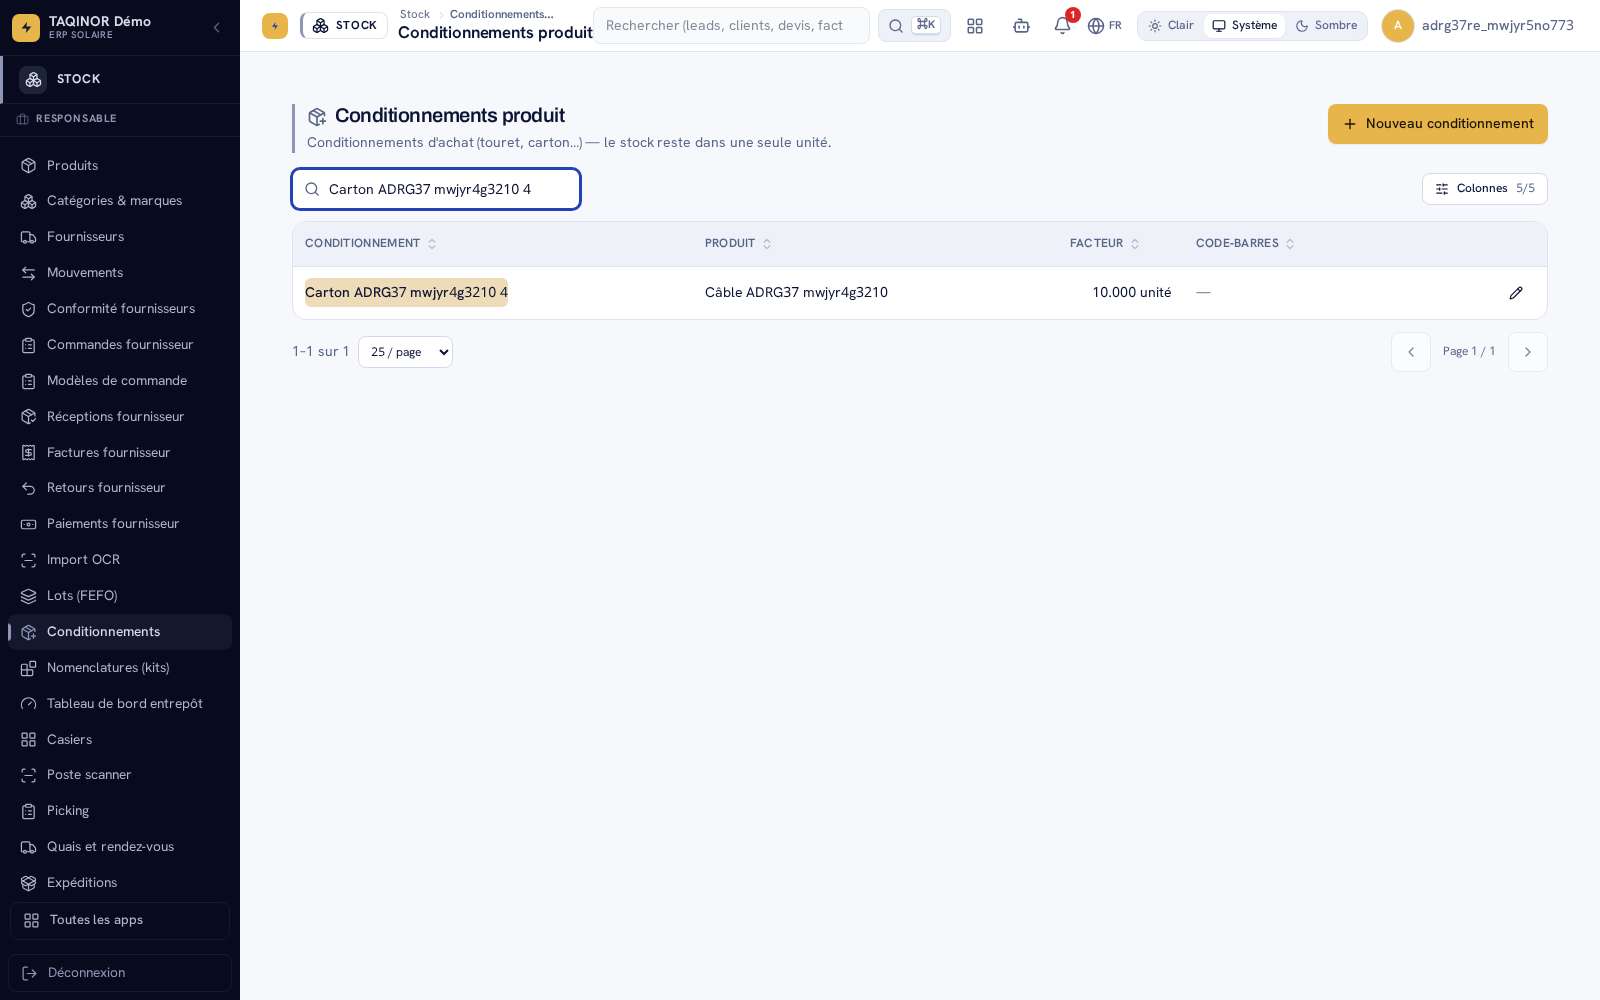 TAQINOR Démo
ERP SOLAIRE
STOCK
RESPONSABLE
Produits
Catégories & marques
Fournisseurs
Mouvements
Conformité fournisseurs
Commandes fournisseur
Modèles de commande
Réceptions fournisseur
Factures fournisseur
Retours fournisseur
Paiements fournisseur
Import OCR
Lots (FEFO)
Conditionnements
Nomenclatures (kits)
Tableau de bord entrepôt
Casiers
Poste scanner
Picking
Quais et rendez-vous
Expéditions
Toutes les apps
Déconnexion
STOCK
Stock > Conditionnements...
Conditionnements produit
Rechercher (leads, clients, devis, fact
⌘K
1
FR
Clair
Système
Sombre
A
adrg37re_mwjyr5no773
Conditionnements produit
Conditionnements d'achat (touret, carton…) — le stock reste dans une seule unité.
Nouveau conditionnement
Carton ADRG37 mwjyr4g3210 4
Colonnes 5/5
CONDITIONNEMENT PRODUIT FACTEUR CODE-BARRES
Carton ADRG37 mwjyr4g3210 4 Câble ADRG37 mwjyr4g3210 10.000 unité —
1–1 sur 1 25 / page Page 1 / 1